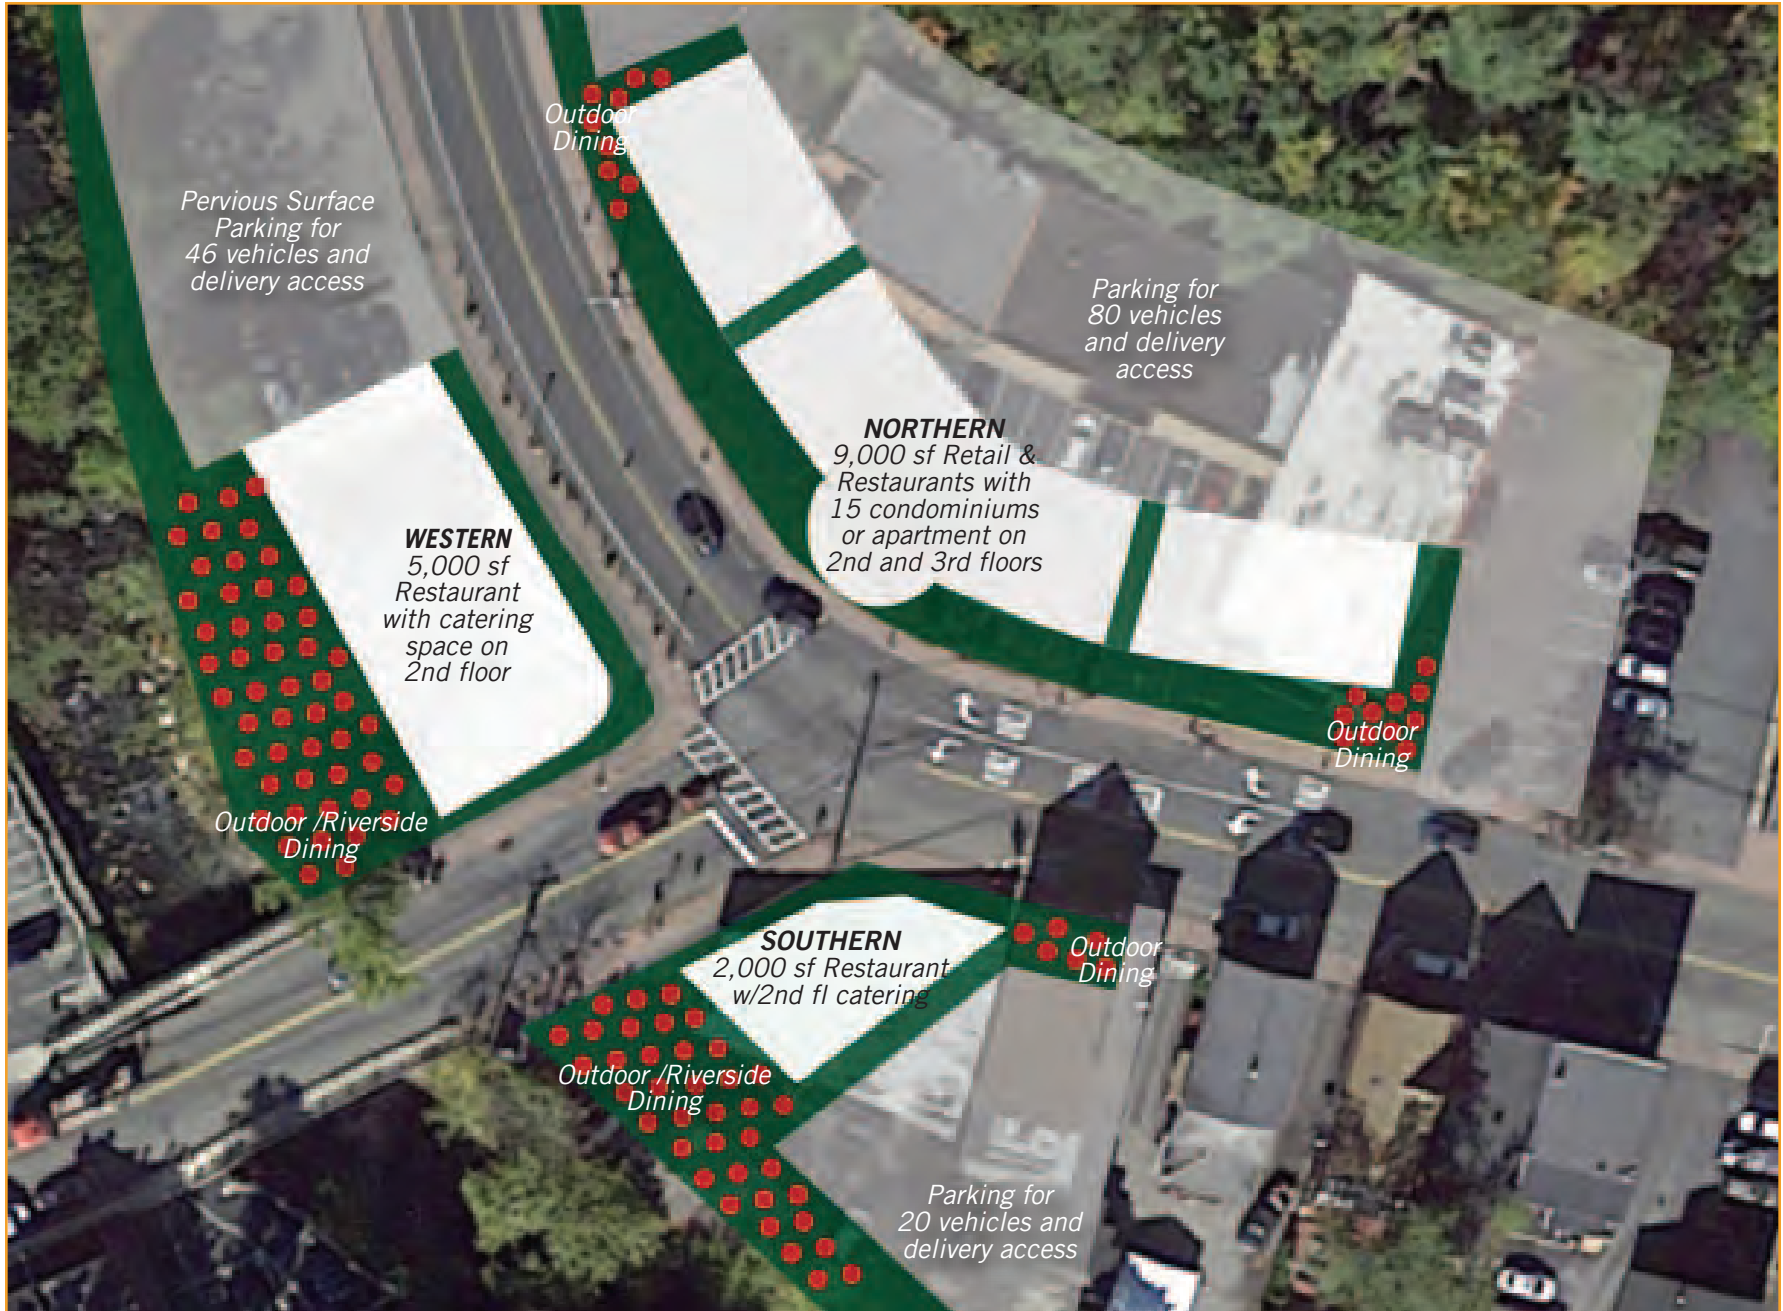 Outdoor
Dining
Pervious Surface
Parking for
46 vehicles and
delivery access
Parking for
80 vehicles
and delivery
access
NORTHERN
9,000 sf Retail &
Restaurants with
15 condominiums
or apartment on
2nd and 3rd floors
WESTERN
5,000 sf
Restaurant
with catering
space on
2nd floor
Outdoor
Dining
Outdoor /Riverside
Dining
SOUTHERN
2,000 sf Restaurant
w/2nd fl catering
Outdoor
Dining
Outdoor /Riverside
Dining
Parking for
20 vehicles and
delivery access